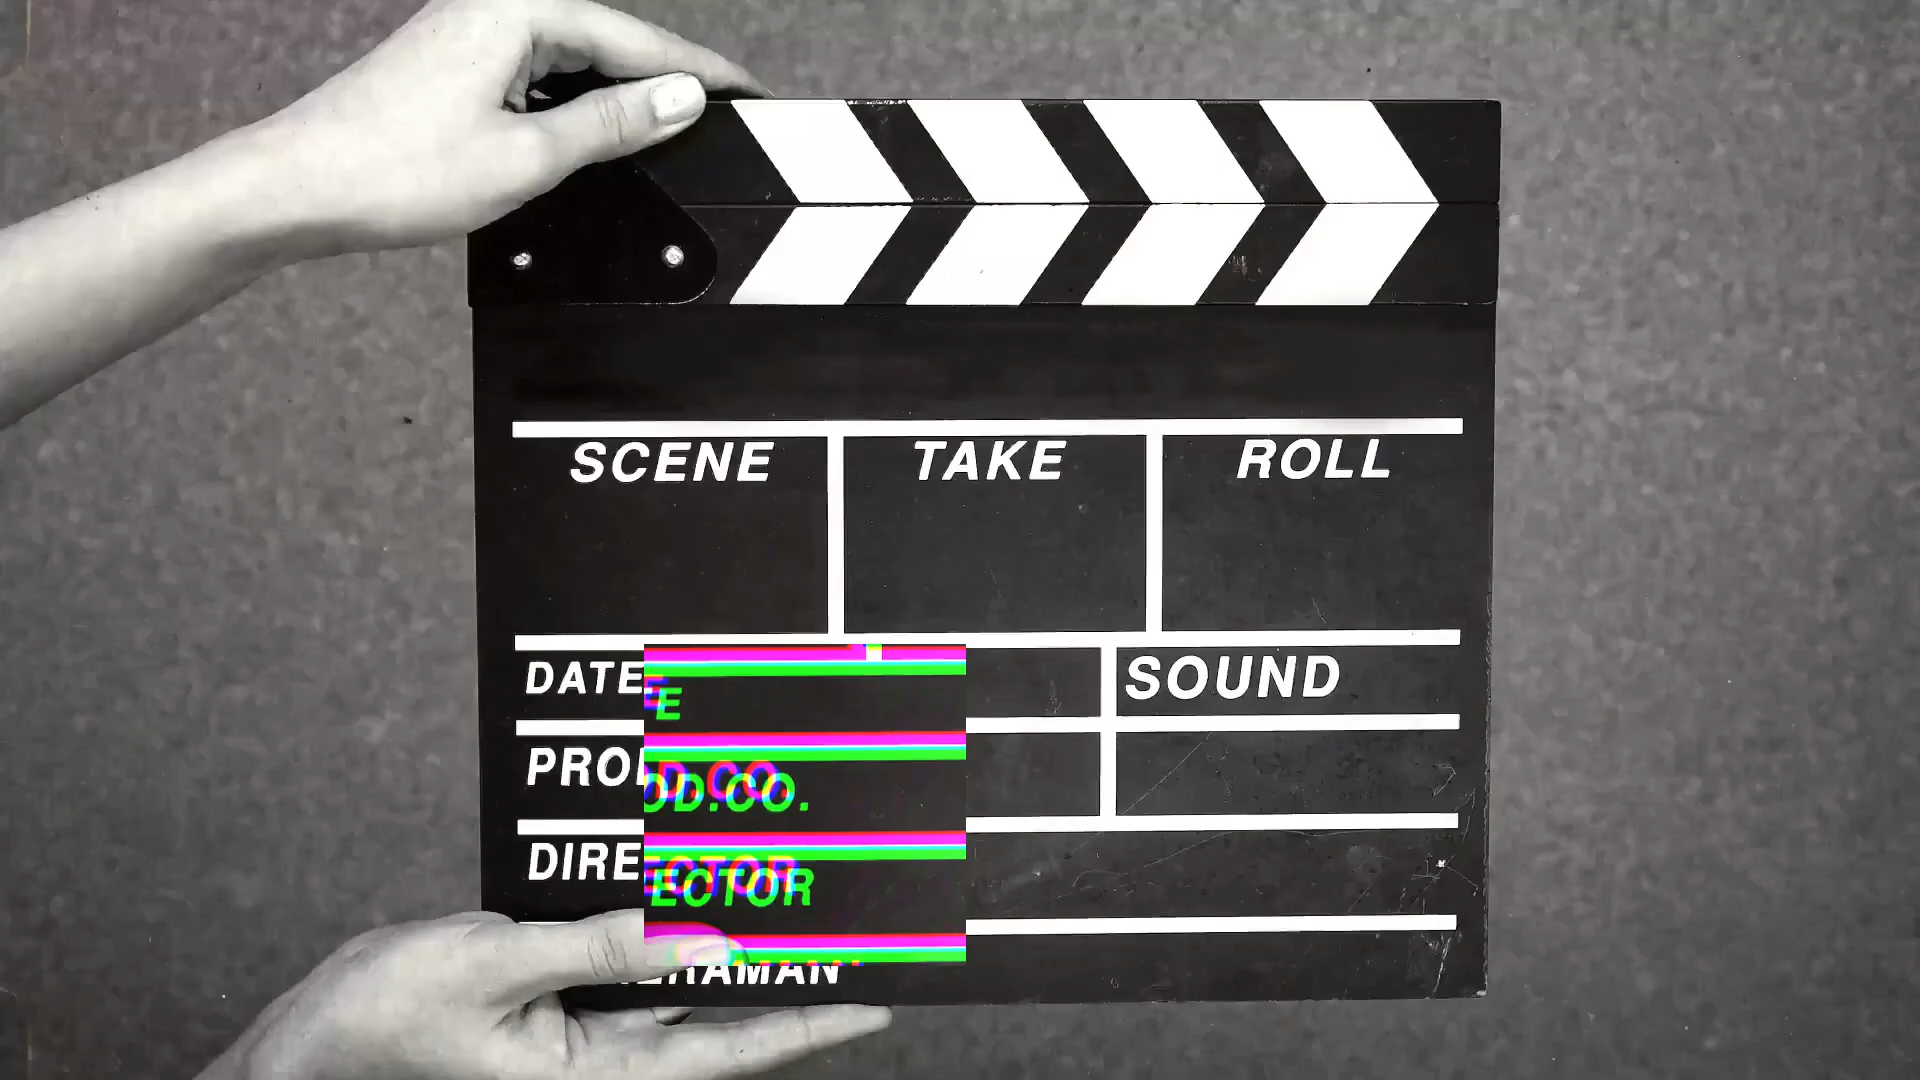 SCENE TAKE ROLL
DATE SOUND
PROD.CO.
DIRECTOR